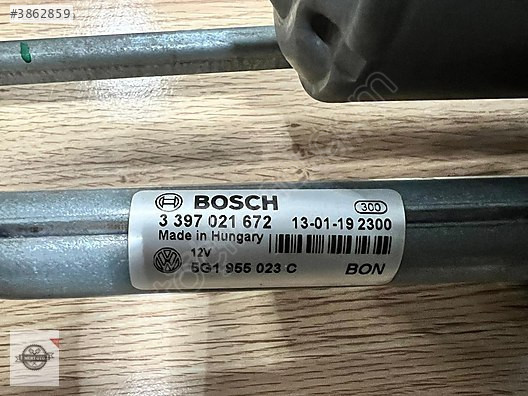 #3862859
BOSCH
300
3 397 021 672 13-01-19 2300
Made in Hungary
12V
5G1 955 023 C BON